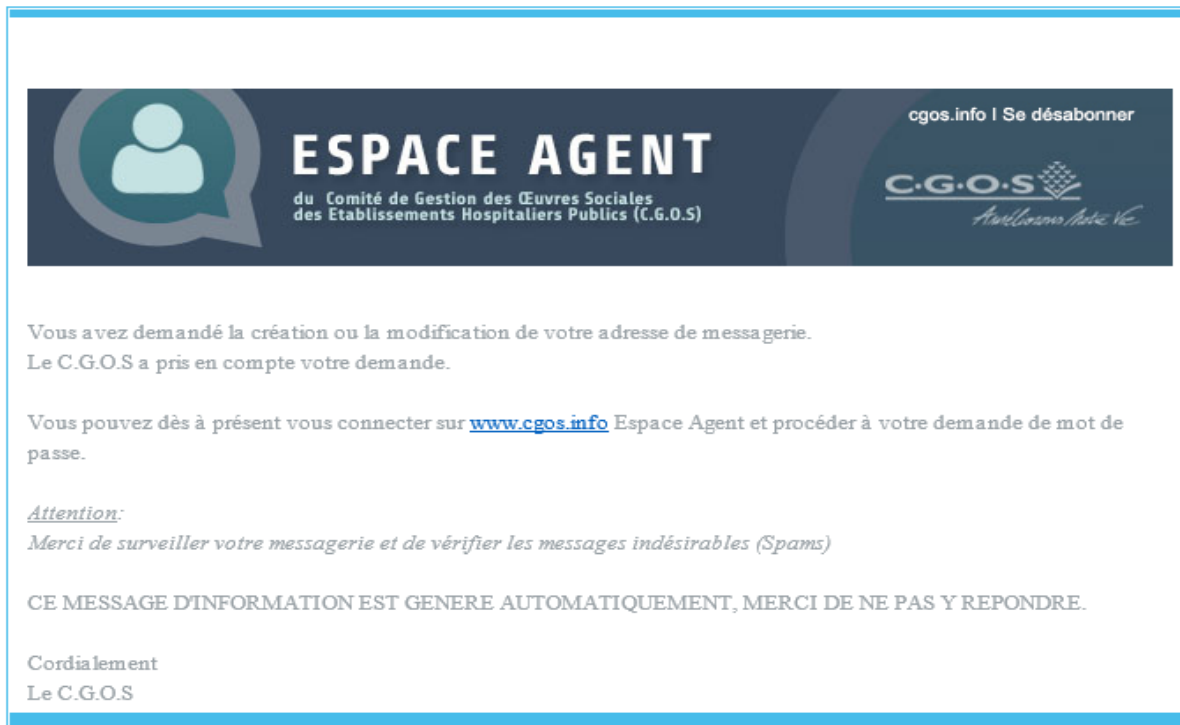 cgos.info I Se désabonner
ESPACE AGENT
du Comité de Gestion des Œuvres Sociales
des Etablissements Hospitaliers Publics (C.G.O.S)
C.G.O.S
Améliorons Notre Vie
Vous avez demandé la création ou la modification de votre adresse de messagerie.
Le C.G.O.S a pris en compte votre demande.
Vous pouvez dès à présent vous connecter sur www.cgos.info Espace Agent et procéder à votre demande de mot de
passe.
Attention:
Merci de surveiller votre messagerie et de vérifier les messages indésirables (Spams)
CE MESSAGE D'INFORMATION EST GENERE AUTOMATIQUEMENT, MERCI DE NE PAS Y REPONDRE.
Cordialement
Le C.G.O.S